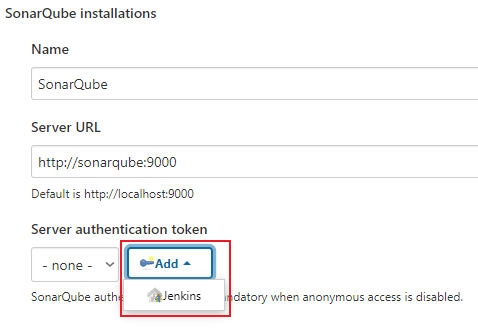 SonarQube installations
Name
SonarQube
Server URL
http://sonarqube:9000
Default is http://localhost:9000
Server authentication token
- none - Add
Jenkins
SonarQube authe ndatory when anonymous access is disabled.